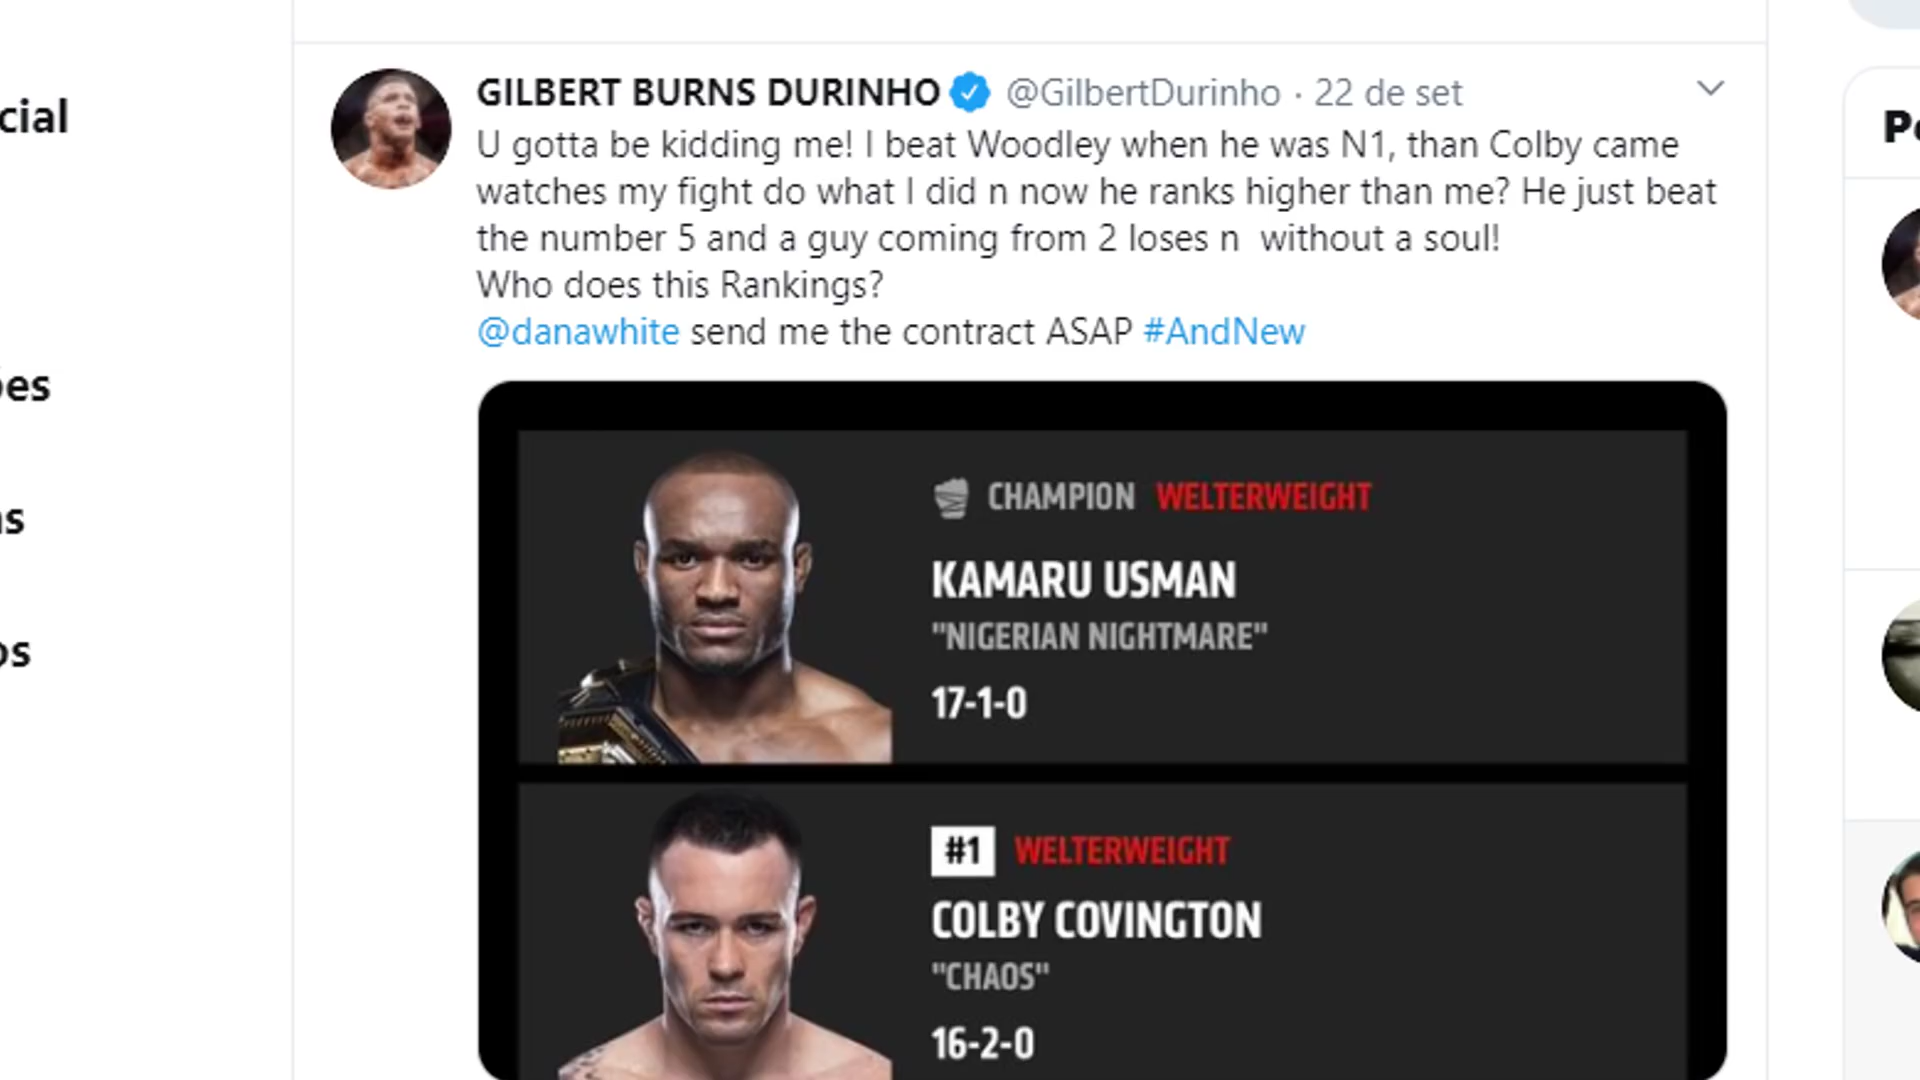 GILBERT BURNS DURINHO @GilbertDurinho · 22 de set
U gotta be kidding me! I beat Woodley when he was N1, than Colby came
watches my fight do what I did n now he ranks higher than me? He just beat
the number 5 and a guy coming from 2 loses n  without a soul!
Who does this Rankings?
@danawhite send me the contract ASAP #AndNew
CHAMPION WELTERWEIGHT
KAMARU USMAN
"NIGERIAN NIGHTMARE"
17-1-0
#1 WELTERWEIGHT
COLBY COVINGTON
"CHAOS"
16-2-0
cial
ões
as
os
Pe